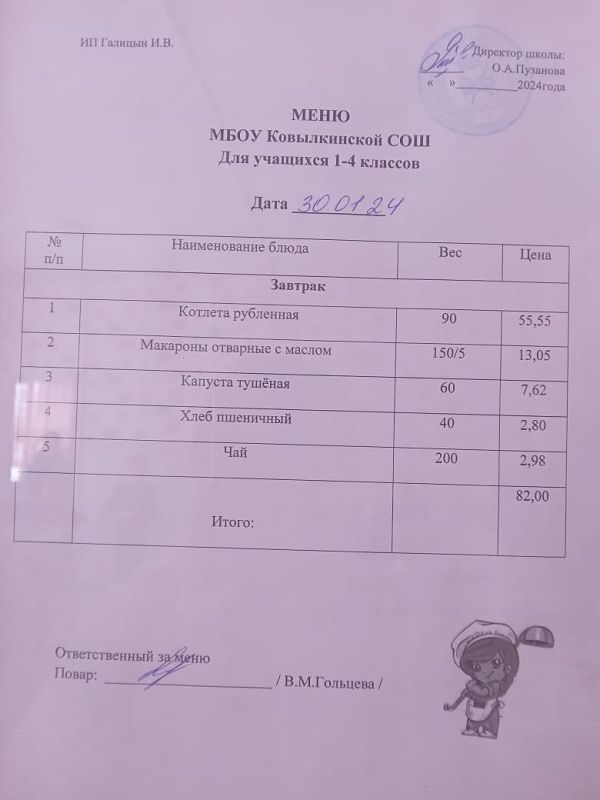 ИП Галицын И.В.
Директор школы:
О.А.Пузанова
« »__________2024года
МЕНЮ
МБОУ Ковылкинской СОШ
Для учащихся 1-4 классов
Дата 30.01 24
№ п/п Наименование блюда Вес Цена
Завтрак
1 Котлета рубленная 90 55,55
2 Макароны отварные с маслом 150/5 13,05
3 Капуста тушёная 60 7,62
4 Хлеб пшеничный 40 2,80
5 Чай 200 2,98
Итого: 82,00
Ответственный за меню
Повар: ______________________ / В.М.Гольцева /